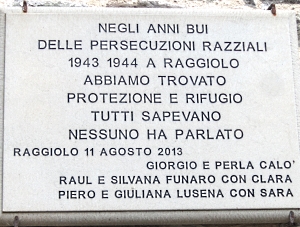 NEGLI ANNI BUI
DELLE PERSECUZIONI RAZZIALI
1943 1944 A RAGGIOLO
ABBIAMO TROVATO
PROTEZIONE E RIFUGIO
TUTTI SAPEVANO
NESSUNO HA PARLATO
RAGGIOLO 11 AGOSTO 2013
GIORGIO E PERLA CALO'
RAUL E SILVANA FUNARO CON CLARA
PIERO E GIULIANA LUSENA CON SARA